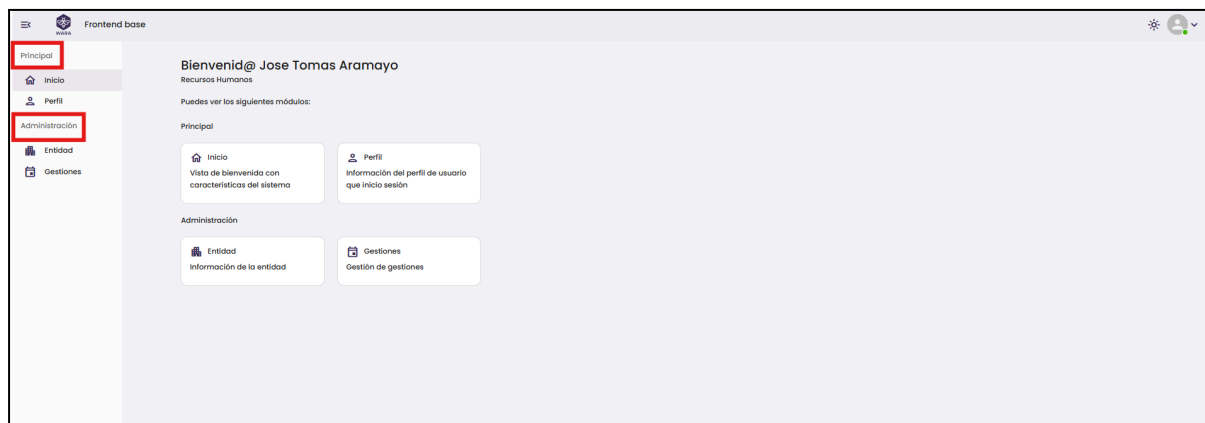 WARA
Frontend base
Principal
Inicio
Perfil
Administración
Entidad
Gestiones
Bienvenid@ Jose Tomas Aramayo
Recursos Humanos
Puedes ver los siguientes módulos:
Principal
Inicio
Vista de bienvenida con
características del sistema
Perfil
Información del perfil de usuario
que inicio sesión
Administración
Entidad
Información de la entidad
Gestiones
Gestión de gestiones